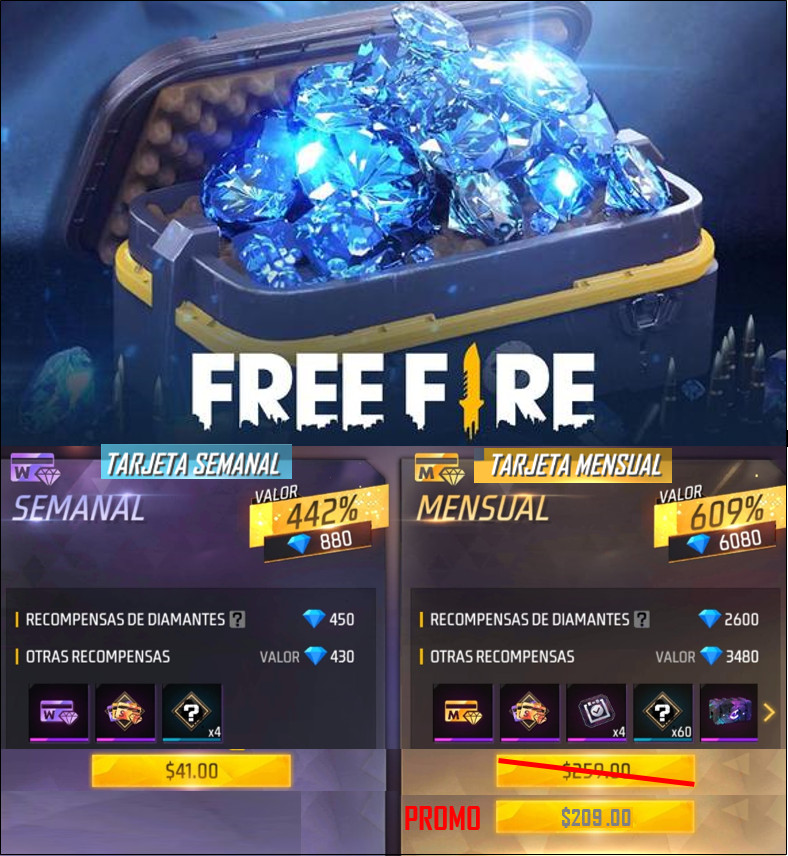 FREE FIRE
W
TARJETA SEMANAL
SEMANAL
VALOR
442%
880
RECOMPENSAS DE DIAMANTES ?
450
OTRAS RECOMPENSAS
VALOR 430
W
?
x4
$41.00
M
TARJETA MENSUAL
MENSUAL
VALOR
609%
6080
RECOMPENSAS DE DIAMANTES ?
2600
OTRAS RECOMPENSAS
VALOR 3480
M
x4
?
x60
$259.00
PROMO $209.00